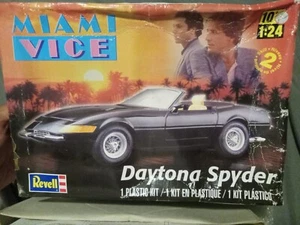 MIAMI
VICE
10+
1:24
2
Daytona Spyder
Revell
1 PLASTIC KIT / 1 KIT EN PLASTIQUE / 1 KIT PLÁSTICO